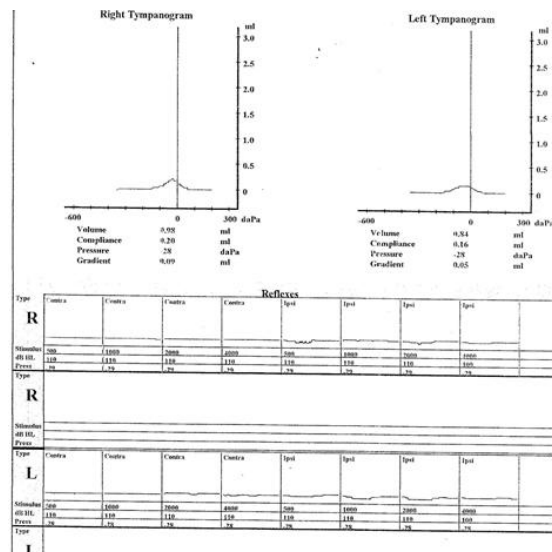 Right Tympanogram
Left Tympanogram
ml
3.0
2.5
2.0
1.5
1.0
0.5
0
-600 0 300 daPa
ml
3.0
2.5
2.0
1.5
1.0
0.5
0
-600 0 300 daPa
Volume 0.98 ml
Compliance 0.20 ml
Pressure 28 daPa
Gradient 0.09 ml
Volume 0.84 ml
Compliance 0.16 ml
Pressure -28 daPa
Gradient 0.05 ml
Reflexes
Type Contra Contra Contra Contra Ipsi Ipsi Ipsi Ipsi
R
Stimulus 500 1000 2000 4000 500 1000 2000 4000
dB HL 110 110 110 110 110 110 110
Press
Type
R
Stimulus
dB HL
Press
Type Contra Contra Contra Contra Ipsi Ipsi Ipsi Ipsi
L
Stimulus 500 1000 2000 4000 500 1000 2000 4000
dB HL 110 110 110 110 110 110 110 100
Press
Type